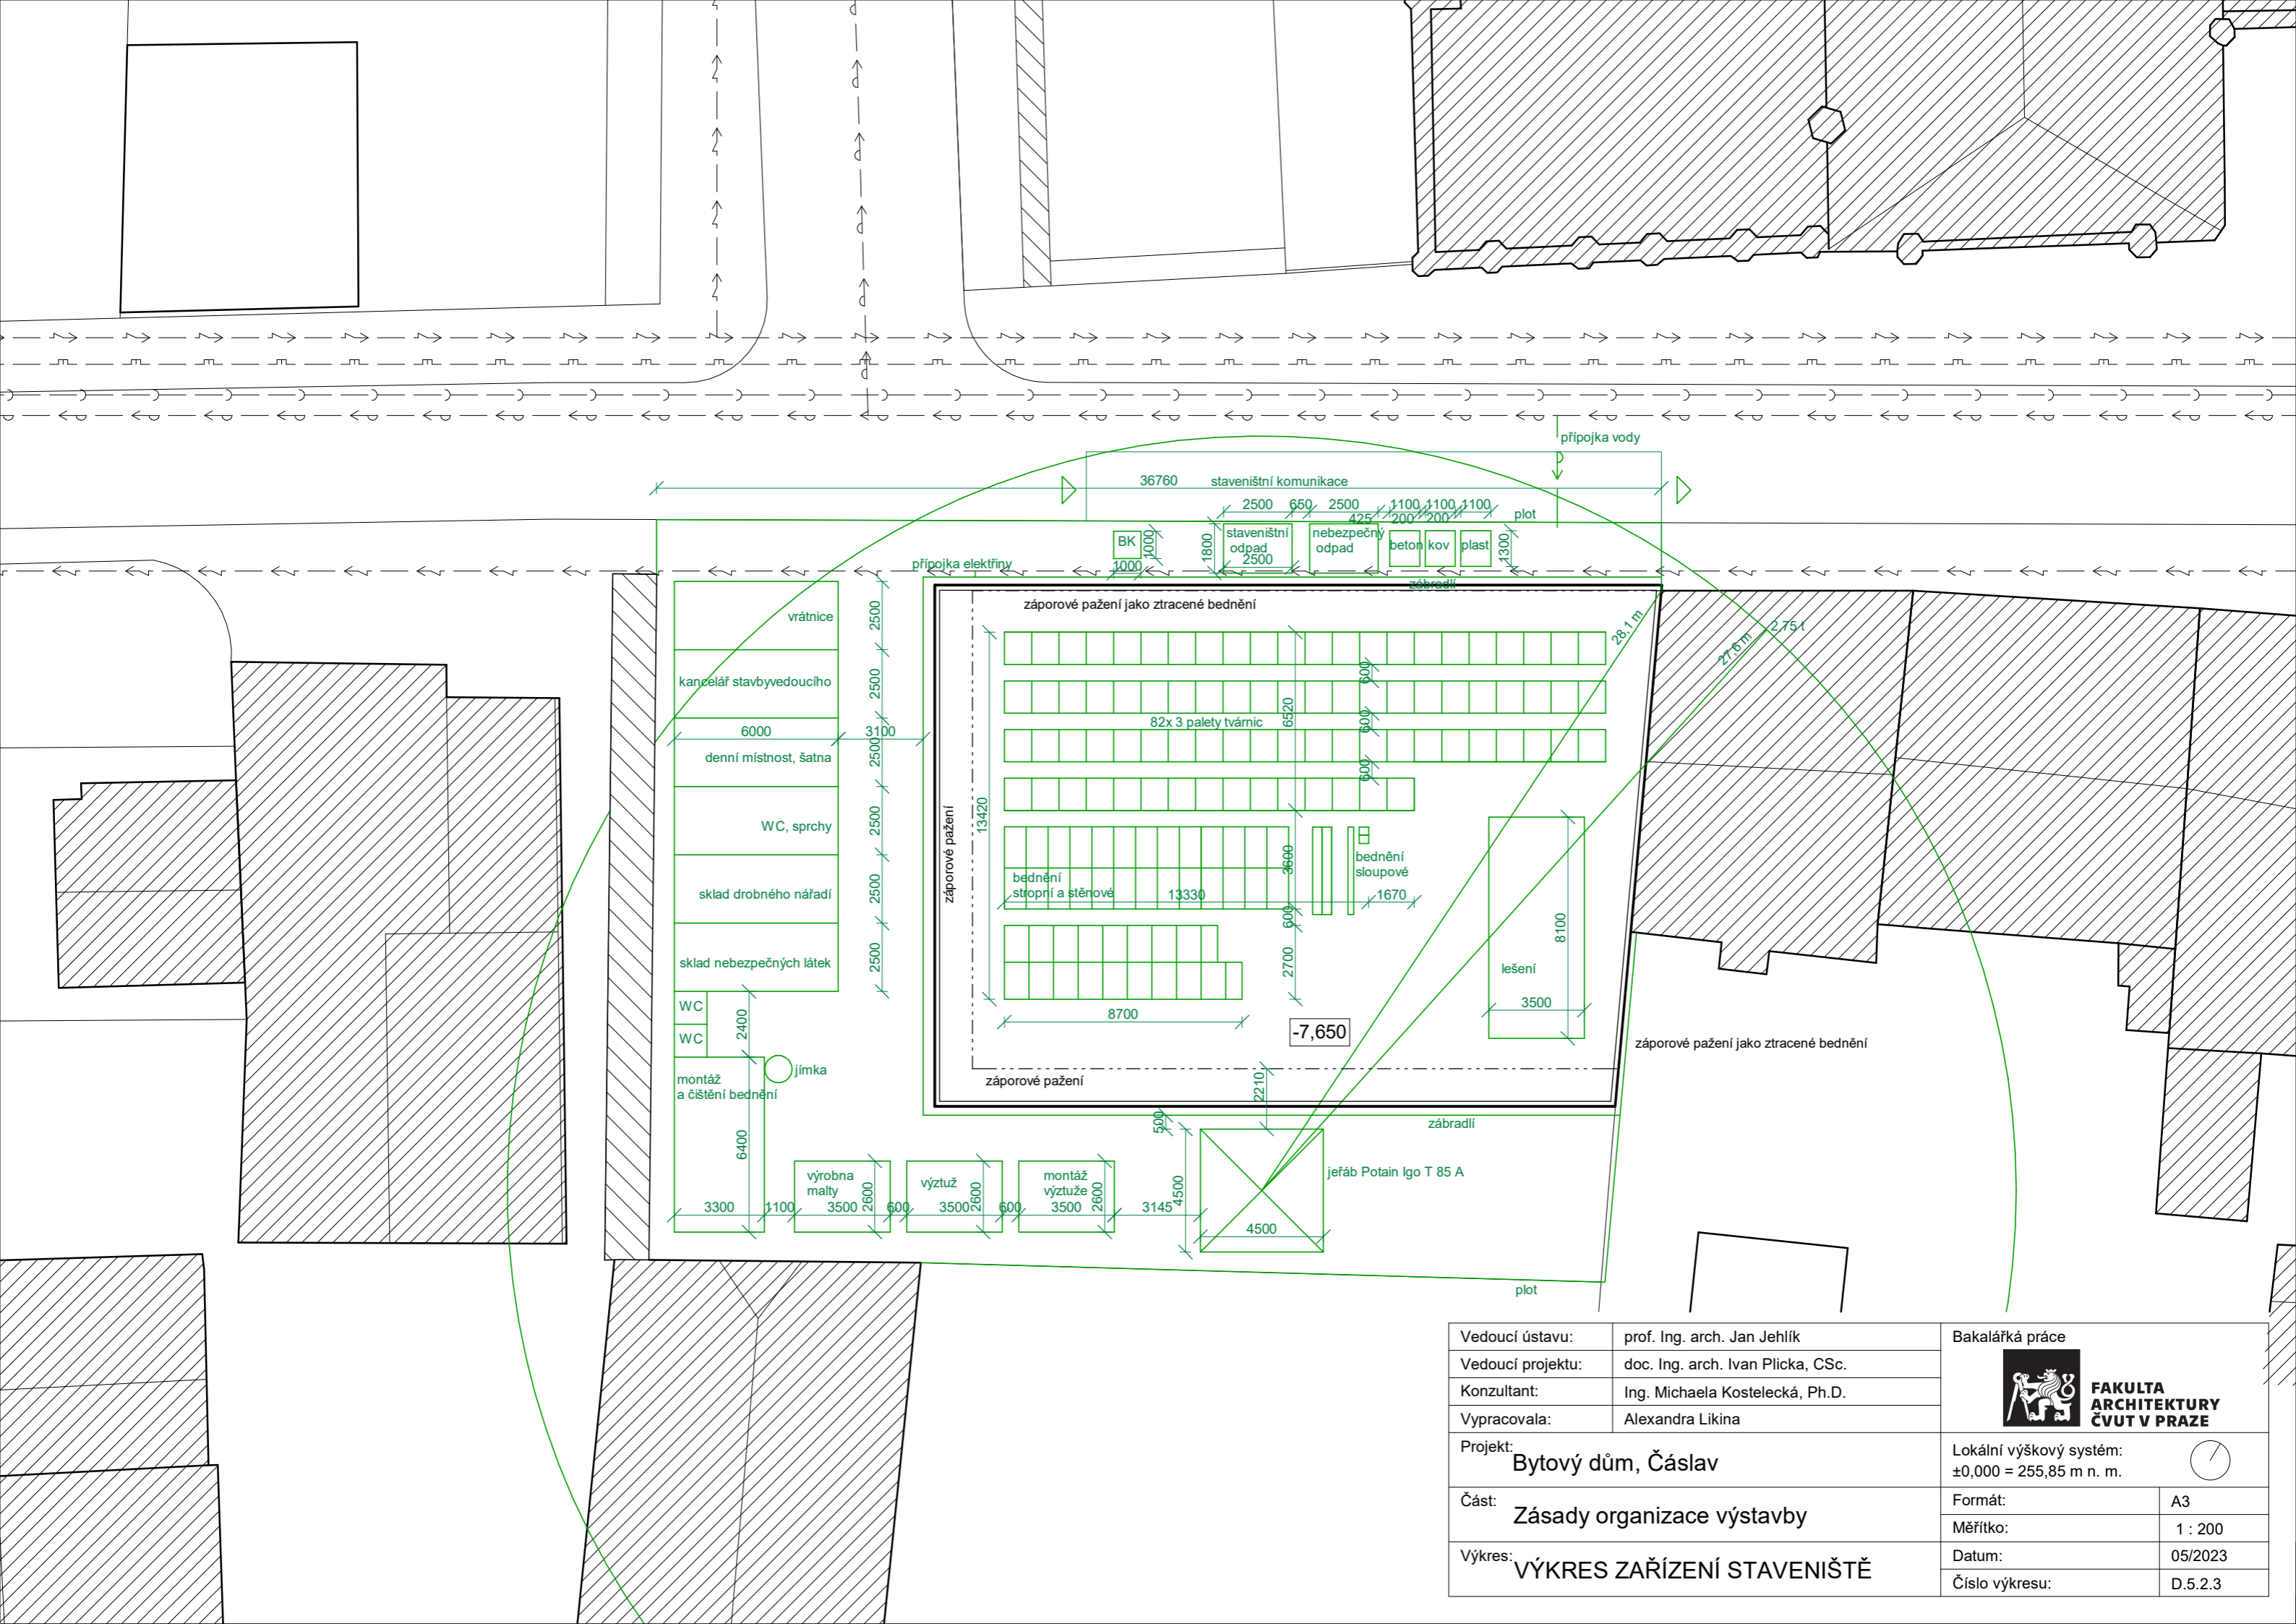 přípojka vody
36760
staveništní komunikace
2500
650
2500
1100
1100
1100
425
200
200
plot
BK
1000
1000
1800
staveništní
odpad
2500
nebezpečný
odpad
beton
kov
plast
1300
přípojka elektřiny
zábradlí
záporové pažení jako ztracené bednění
vrátnice
2500
28,1 m
27,6 m
2,75 t
kancelář stavbyvedoucího
2500
600
6520
82x 3 palety tvárnic
600
6000
3100
denní místnost, šatna
2500
600
13420
záporové pažení
WC, sprchy
2500
3600
bednění
sloupové
bednění
stropní a stěnové
13330
1670
sklad drobného nářadí
2500
600
8100
sklad nebezpečných látek
2500
2700
lešení
3500
WC
WC
2400
8700
-7,650
záporové pažení jako ztracené bednění
jímka
montáž
a čištění bednění
záporové pažení
2210
500
zábradlí
6400
výrobna
malty
výztuž
montáž
výztuže
jeřáb Potain Igo T 85 A
3300
1100
3500
2600
600
3500
2600
600
3500
2600
3145
4500
4500
plot
Vedoucí ústavu: prof. Ing. arch. Jan Jehlík
Vedoucí projektu: doc. Ing. arch. Ivan Plicka, CSc.
Konzultant: Ing. Michaela Kostelecká, Ph.D.
Vypracovala: Alexandra Likina
Bakalářká práce
FAKULTA
ARCHITEKTURY
ČVUT V PRAZE
Projekt: Bytový dům, Čáslav
Lokální výškový systém:
±0,000 = 255,85 m n. m.
Část: Zásady organizace výstavby
Formát: A3
Měřítko: 1 : 200
Výkres: VÝKRES ZAŘÍZENÍ STAVENIŠTĚ
Datum: 05/2023
Číslo výkresu: D.5.2.3